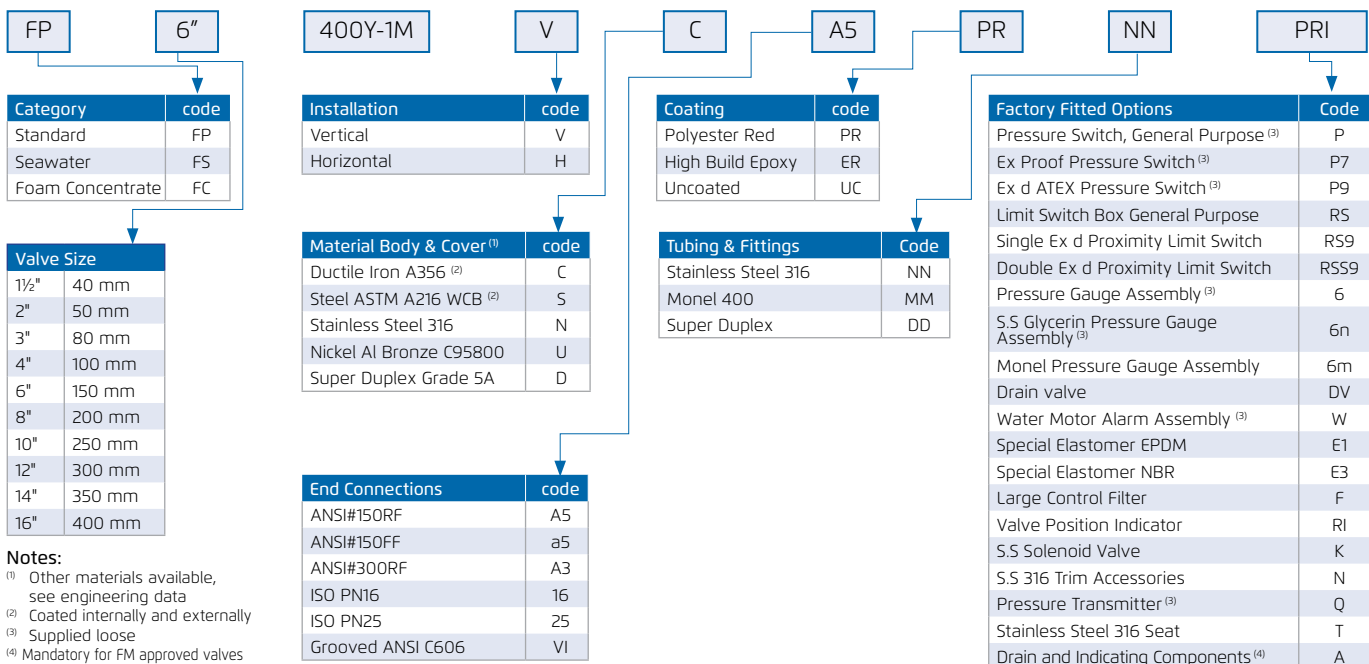 FP 6” 400Y-1M V C A5 PR NN PRI
Category code
Standard FP
Seawater FS
Foam Concentrate FC
Valve Size
1½" 40 mm
2" 50 mm
3" 80 mm
4" 100 mm
6" 150 mm
8" 200 mm
10" 250 mm
12" 300 mm
14" 350 mm
16" 400 mm
Notes:
(1) Other materials available,
see engineering data
(2) Coated internally and externally
(3) Supplied loose
(4) Mandatory for FM approved valves
Installation code
Vertical V
Horizontal H
Material Body & Cover (1) code
Ductile Iron A356 (2) C
Steel ASTM A216 WCB (2) S
Stainless Steel 316 N
Nickel Al Bronze C95800 U
Super Duplex Grade 5A D
End Connections code
ANSI#150RF A5
ANSI#150FF a5
ANSI#300RF A3
ISO PN16 16
ISO PN25 25
Grooved ANSI C606 VI
Coating code
Polyester Red PR
High Build Epoxy ER
Uncoated UC
Tubing & Fittings Code
Stainless Steel 316 NN
Monel 400 MM
Super Duplex DD
Factory Fitted Options Code
Pressure Switch, General Purpose (3) P
Ex Proof Pressure Switch (3) P7
Ex d ATEX Pressure Switch (3) P9
Limit Switch Box General Purpose RS
Single Ex d Proximity Limit Switch RS9
Double Ex d Proximity Limit Switch RSS9
Pressure Gauge Assembly (3) 6
S.S Glycerin Pressure Gauge
Assembly (3) 6n
Monel Pressure Gauge Assembly 6m
Drain valve DV
Water Motor Alarm Assembly (3) W
Special Elastomer EPDM E1
Special Elastomer NBR E3
Large Control Filter F
Valve Position Indicator RI
S.S Solenoid Valve K
S.S 316 Trim Accessories N
Pressure Transmitter (3) Q
Stainless Steel 316 Seat T
Drain and Indicating Components (4) A